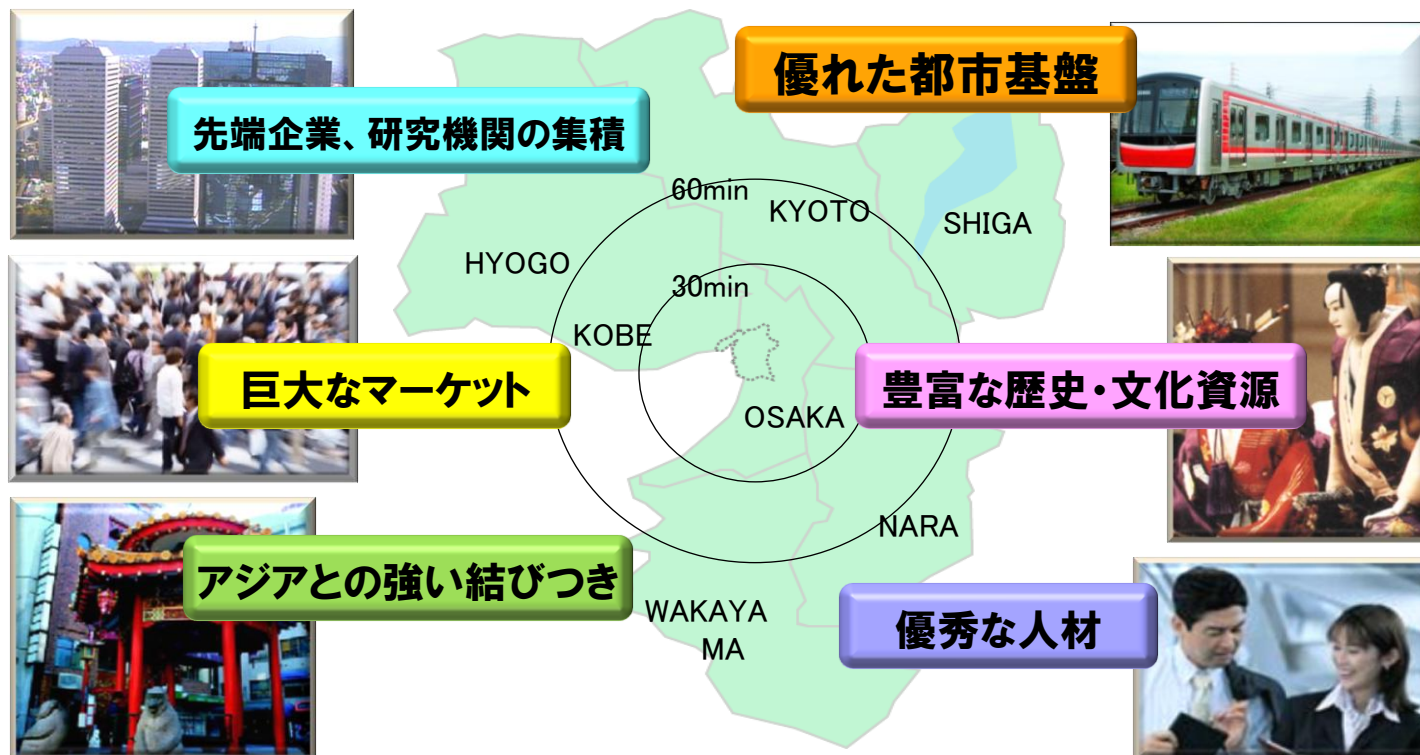 優れた都市基盤
先端企業、研究機関の集積
60min
KYOTO
SHIGA
HYOGO
30min
KOBE
巨大なマーケット
豊富な歴史・文化資源
OSAKA
NARA
アジアとの強い結びつき
WAKAYA
MA
優秀な人材